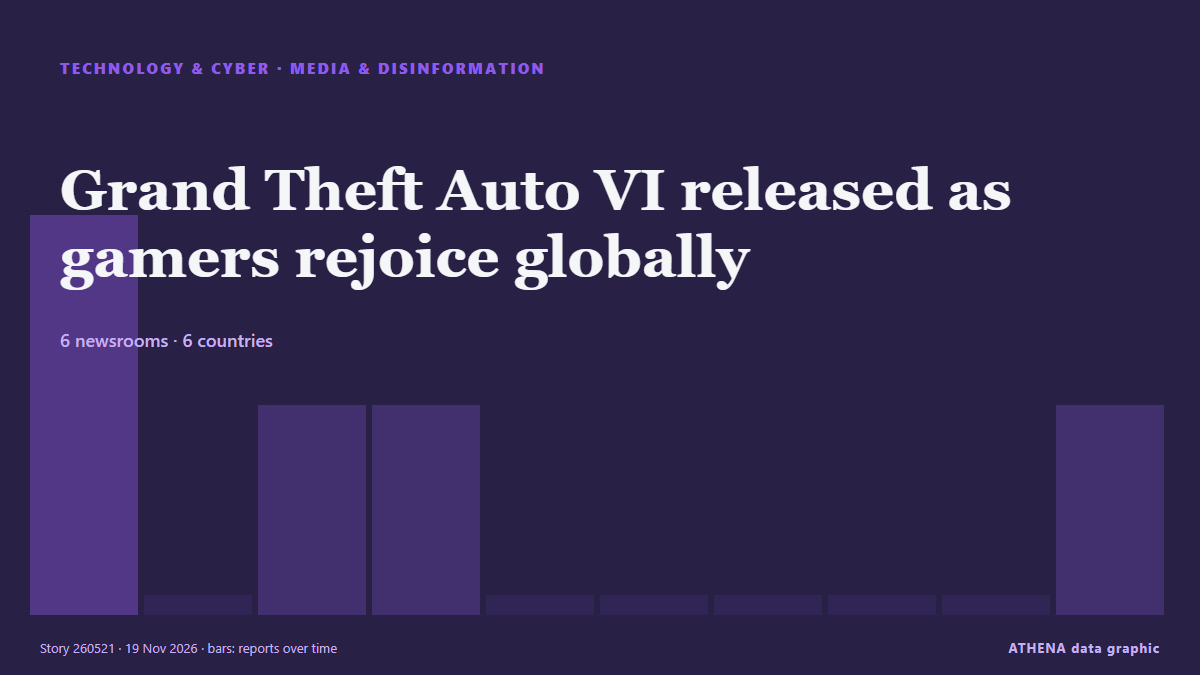 TECHNOLOGY & CYBER · MEDIA & DISINFORMATION
Grand Theft Auto VI released as
gamers rejoice globally
6 newsrooms · 6 countries
Story 260521 · 19 Nov 2026 · bars: reports over time
ATHENA data graphic